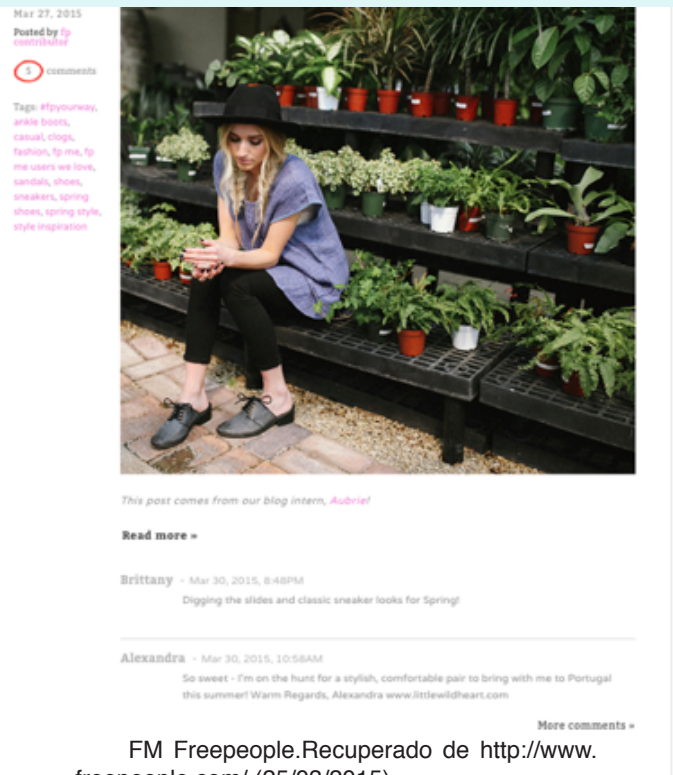 Mar 27, 2015
Posted by fp
contributor
5 comments
Tags: #fpyourway,
ankle boots,
casual, clogs,
fashion, fp me, fp
me users we love,
sandals, shoes,
sneakers, spring
shoes, spring style,
style inspiration
This post comes from our blog intern, Aubrie!
Read more »
Brittany - Mar 30, 2015, 8:48PM
Digging the slides and classic sneaker looks for Spring!
Alexandra - Mar 30, 2015, 10:58AM
So sweet - I'm on the hunt for a stylish, comfortable pair to bring with me to Portugal
this summer! Warm Regards, Alexandra www.littlewildheart.com
More comments »
FM Freepeople.Recuperado de http://www.